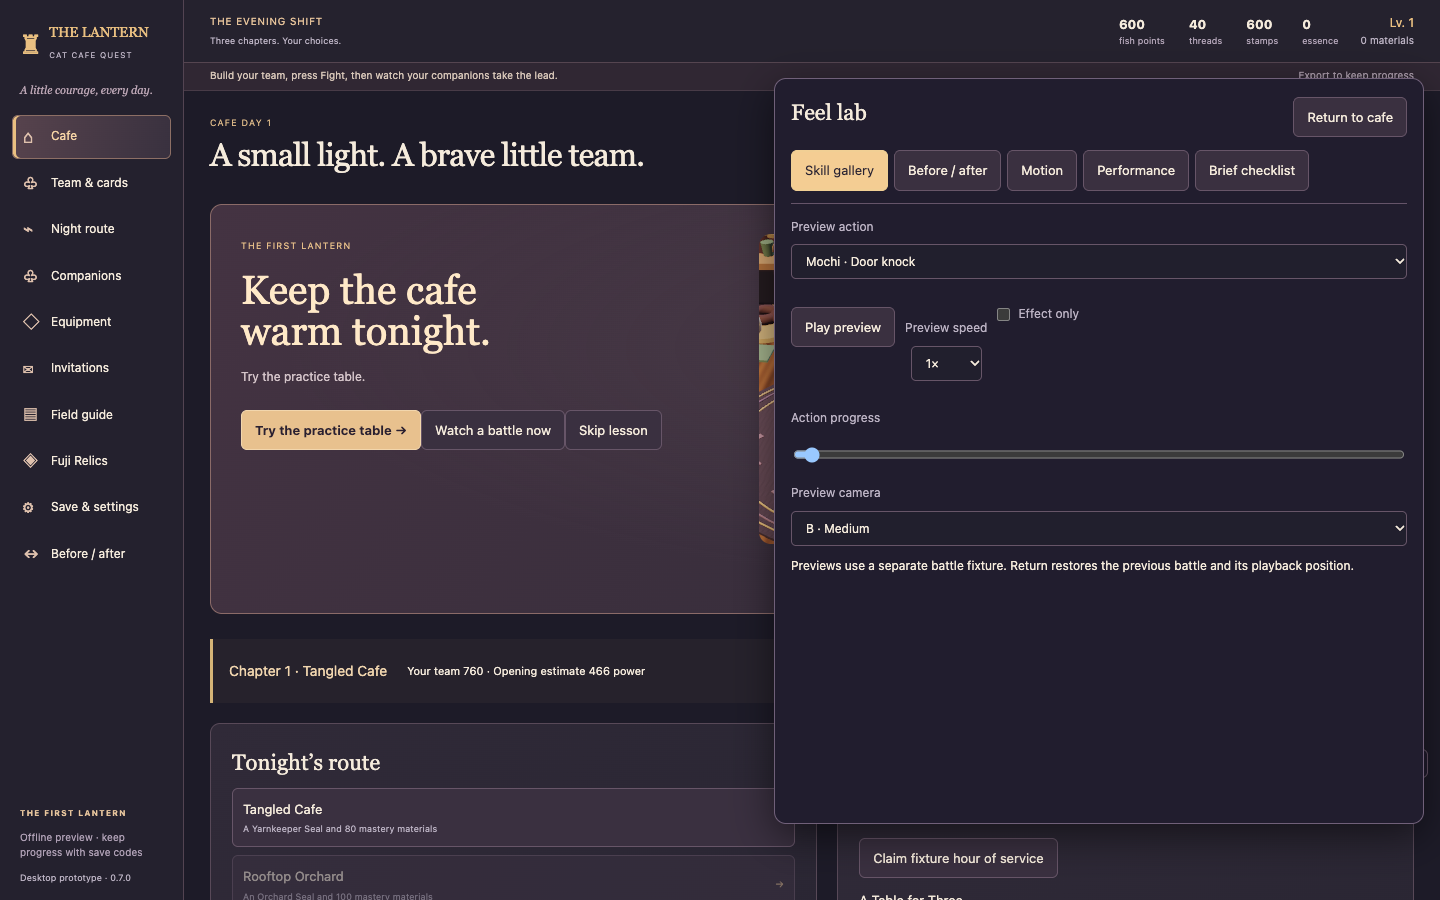 THE LANTERN
CAT CAFE QUEST
A little courage, every day.
Cafe
Team & cards
Night route
Companions
Equipment
Invitations
Field guide
Fuji Relics
Save & settings
Before / after
THE FIRST LANTERN
Offline preview · keep
progress with save codes
Desktop prototype · 0.7.0
THE EVENING SHIFT
Three chapters. Your choices.
600
fish points
40
threads
600
stamps
0
essence
Lv. 1
0 materials
Build your team, press Fight, then watch your companions take the lead.
Export to keep progress
CAFE DAY 1
A small light. A brave little team.
THE FIRST LANTERN
Keep the cafe
warm tonight.
Try the practice table.
Try the practice table →
Watch a battle now
Skip lesson
Chapter 1 · Tangled Cafe
Your team 760 · Opening estimate 466 power
Tonight’s route
Tangled Cafe
A Yarnkeeper Seal and 80 mastery materials
Rooftop Orchard
→
An Orchard Seal and 100 mastery materials
Feel lab
Return to cafe
Skill gallery
Before / after
Motion
Performance
Brief checklist
Preview action
Mochi · Door knock
Play preview
Preview speed
1×
Effect only
Action progress
Preview camera
B · Medium
Previews use a separate battle fixture. Return restores the previous battle and its playback position.
Claim fixture hour of service
A Table for Three